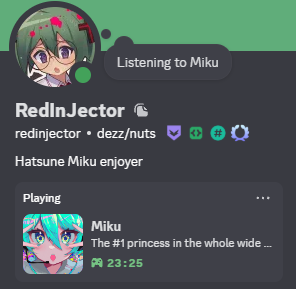 Listening to Miku
RedInJector
redinjector • dezz/nuts #
Hatsune Miku enjoyer
Playing
Miku
The #1 princess in the whole wide ...
23:25